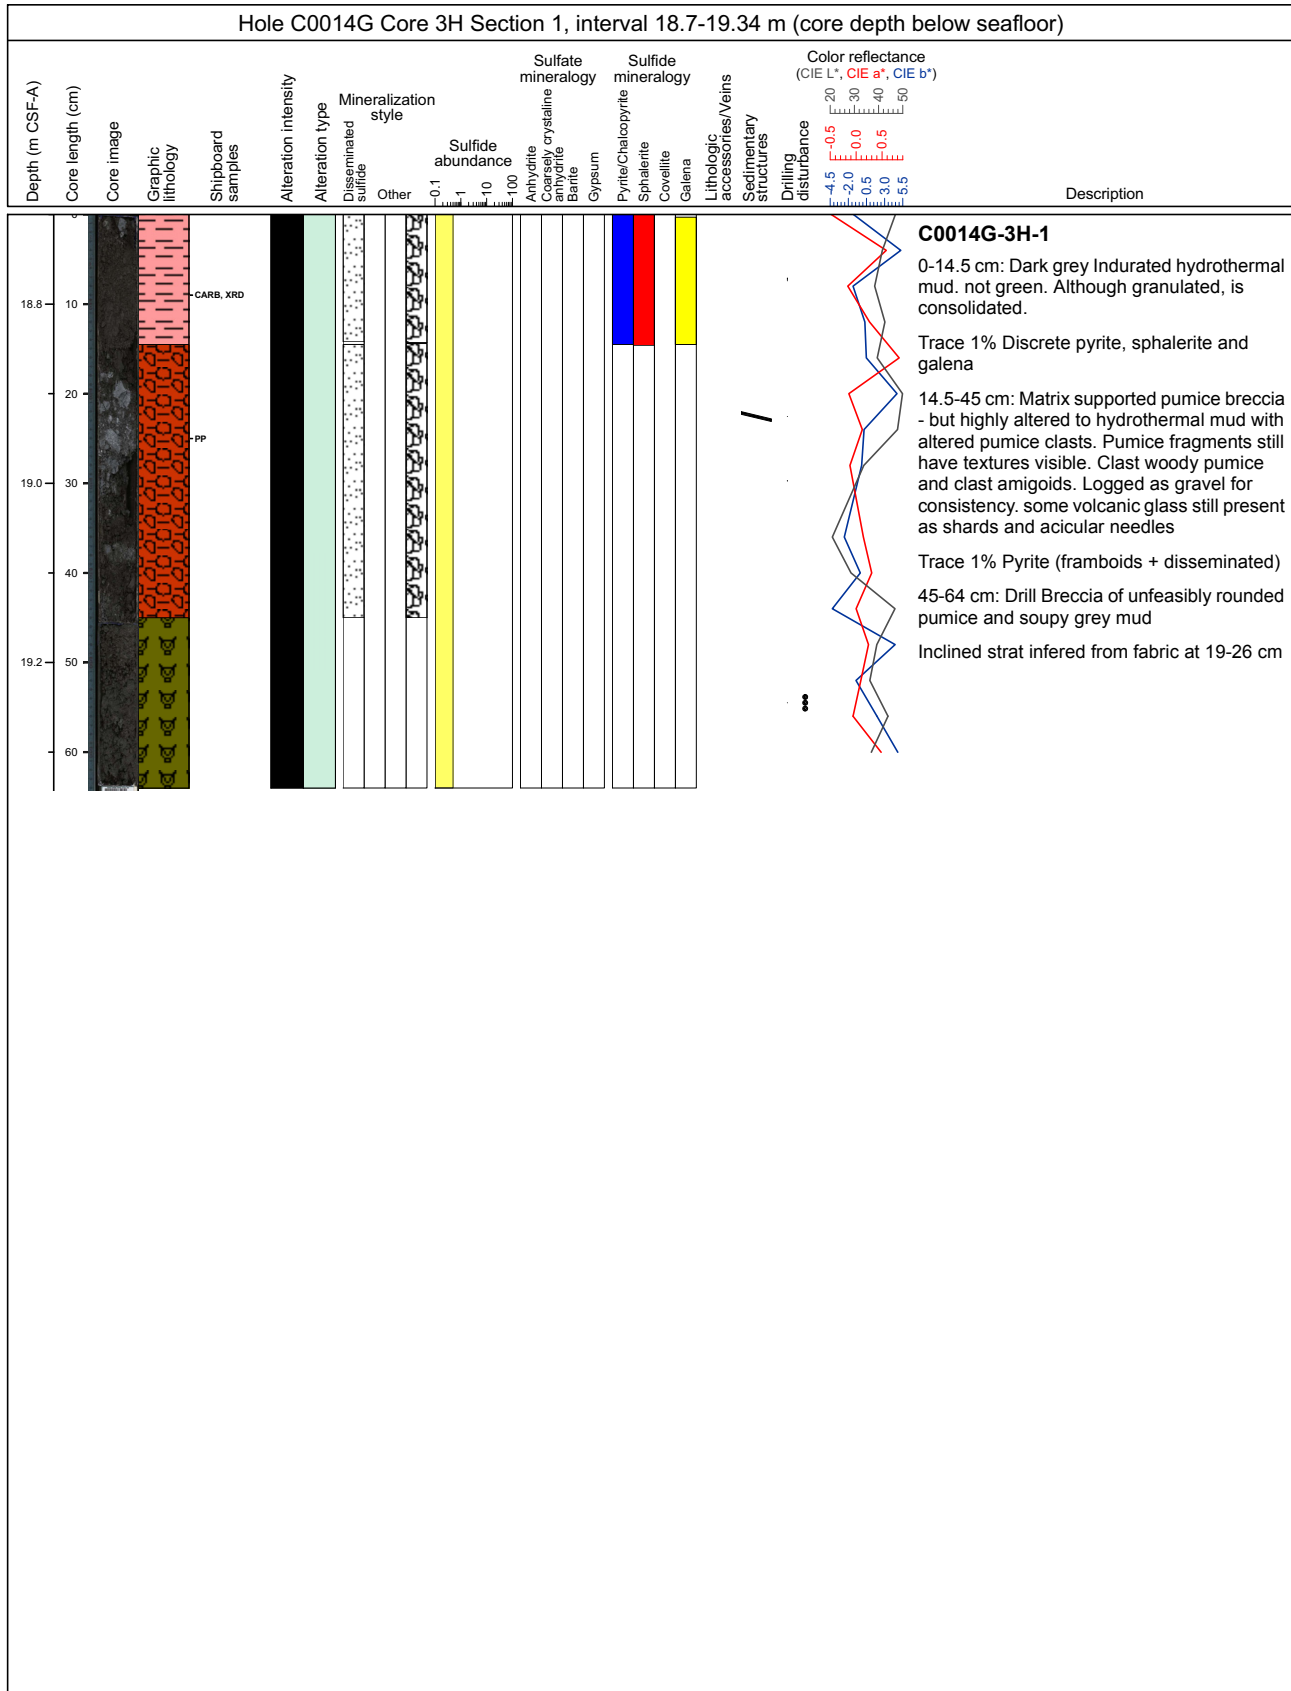 Hole C0014G Core 3H Section 1, interval 18.7-19.34 m (core depth below seafloor)
Depth (m CSF-A)
Core length (cm)
Core image
Graphic
lithology
Shipboard
samples
Alteration intensity
Alteration type
Mineralization
style
Disseminated
sulfide
Other
Sulfide
abundance
0.1
1
10
100
Sulfate
mineralogy
Anhydrite
Coarsely crystaline
anhydrite
Barite
Gypsum
Sulfide
mineralogy
Pyrite/Chalcopyrite
Sphalerite
Covellite
Galena
Lithologic
accessories/Veins
Sedimentary
structures
Drilling
disturbance
Color reflectance
(CIE L*, CIE a*, CIE b*)
20 30 40 50
-0.5 0.0 0.5
-4.5 -2.0 0.5 3.0 5.5
Description
0
18.8
10
CARB, XRD
20
PP
19.0
30
40
19.2
50
60
C0014G-3H-1
0-14.5 cm: Dark grey Indurated hydrothermal
mud. not green. Although granulated, is
consolidated.
Trace 1% Discrete pyrite, sphalerite and
galena
14.5-45 cm: Matrix supported pumice breccia
- but highly altered to hydrothermal mud with
altered pumice clasts. Pumice fragments still
have textures visible. Clast woody pumice
and clast amigoids. Logged as gravel for
consistency. some volcanic glass still present
as shards and acicular needles
Trace 1% Pyrite (framboids + disseminated)
45-64 cm: Drill Breccia of unfeasibly rounded
pumice and soupy grey mud
Inclined strat infered from fabric at 19-26 cm